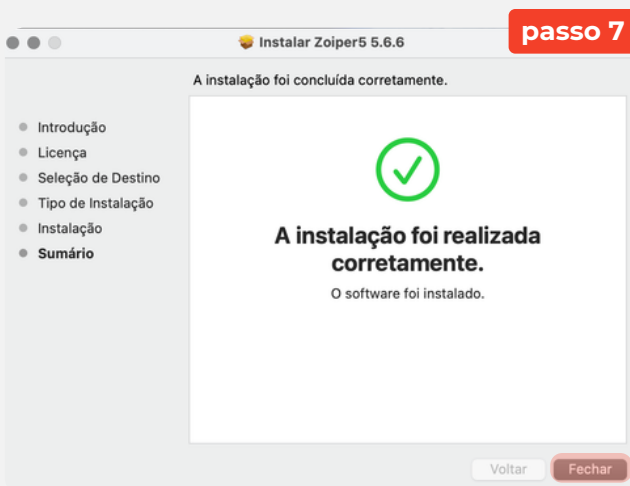 passo 7
Instalar Zoiper5 5.6.6
A instalação foi concluída corretamente.
Introdução
Licença
Seleção de Destino
Tipo de Instalação
Instalação
Sumário
A instalação foi realizada
corretamente.
O software foi instalado.
Voltar
Fechar